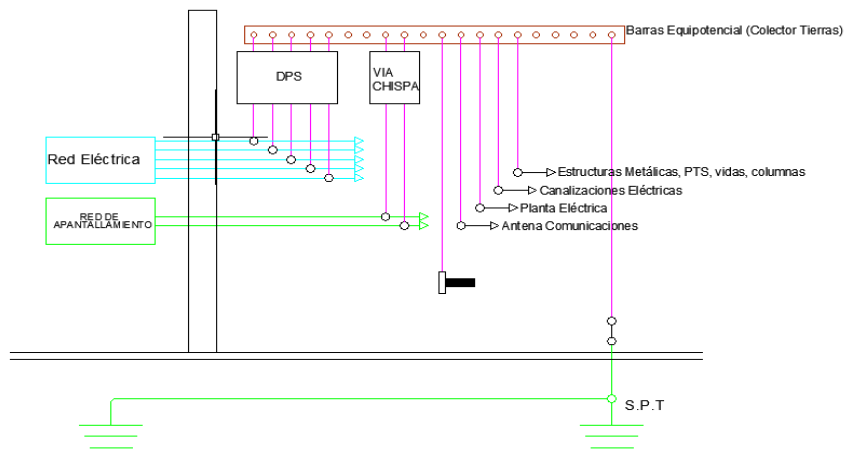 Barras Equipotencial (Colector Tierras)
DPS
VIA
CHISPA
Red Eléctrica
Estructuras Metálicas, PTS, vidas, columnas
Canalizaciones Eléctricas
Planta Eléctrica
Antena Comunicaciones
RED DE
APANTALLAMIENTO
S.P.T